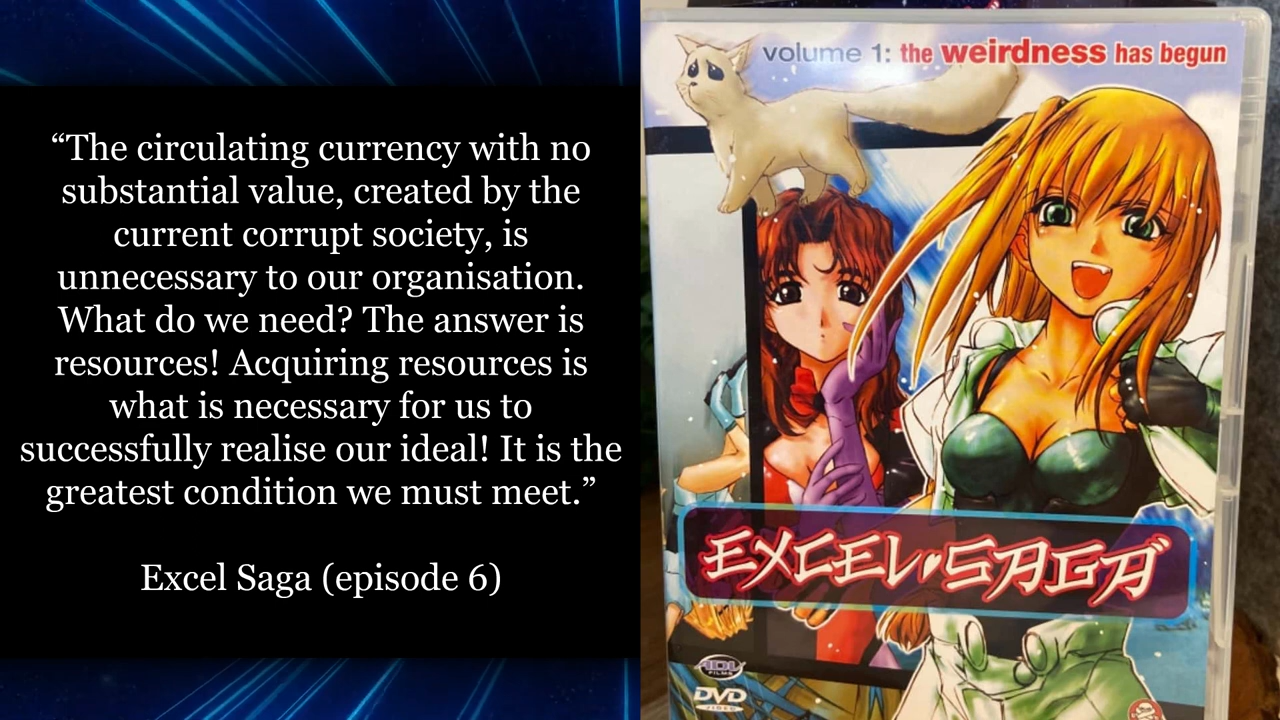 “The circulating currency with no
substantial value, created by the
current corrupt society, is
unnecessary to our organisation.
What do we need? The answer is
resources! Acquiring resources is
what is necessary for us to
successfully realise our ideal! It is the
greatest condition we must meet.”
Excel Saga (episode 6)
volume 1: the weirdness has begun
EXCEL♥SAGA
ADV
FILMS
DVD
VIDEO